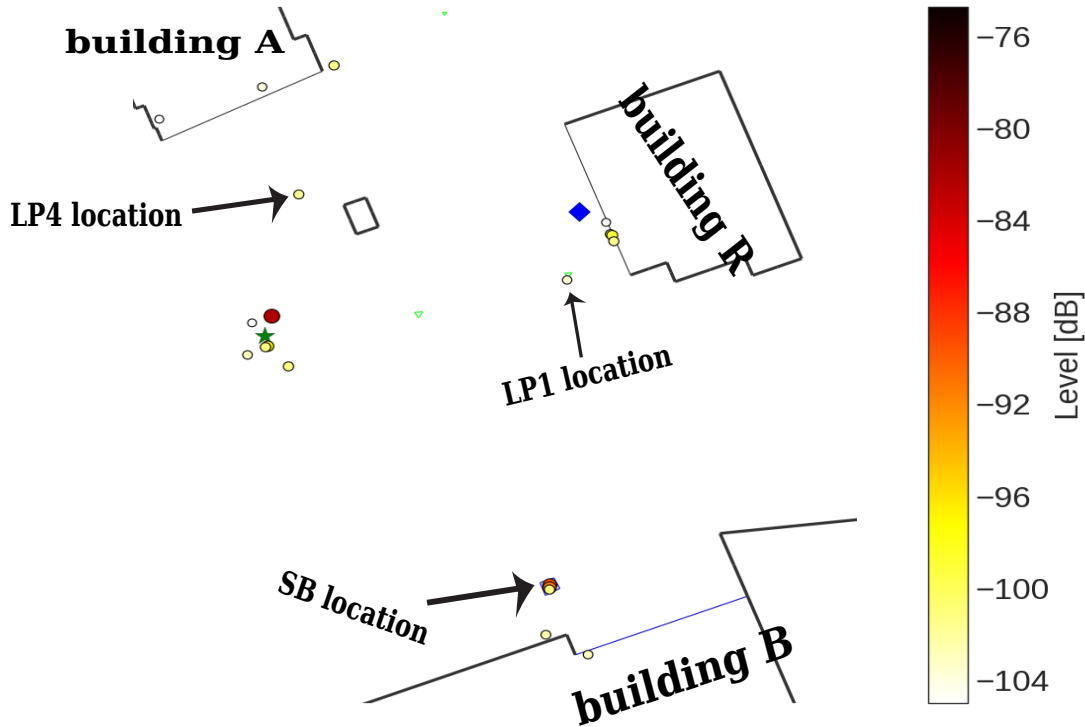 building A
building R
LP4 location
LP1 location
SB location
building B
−76
−80
−84
−88
−92
−96
−100
−104
Level [dB]